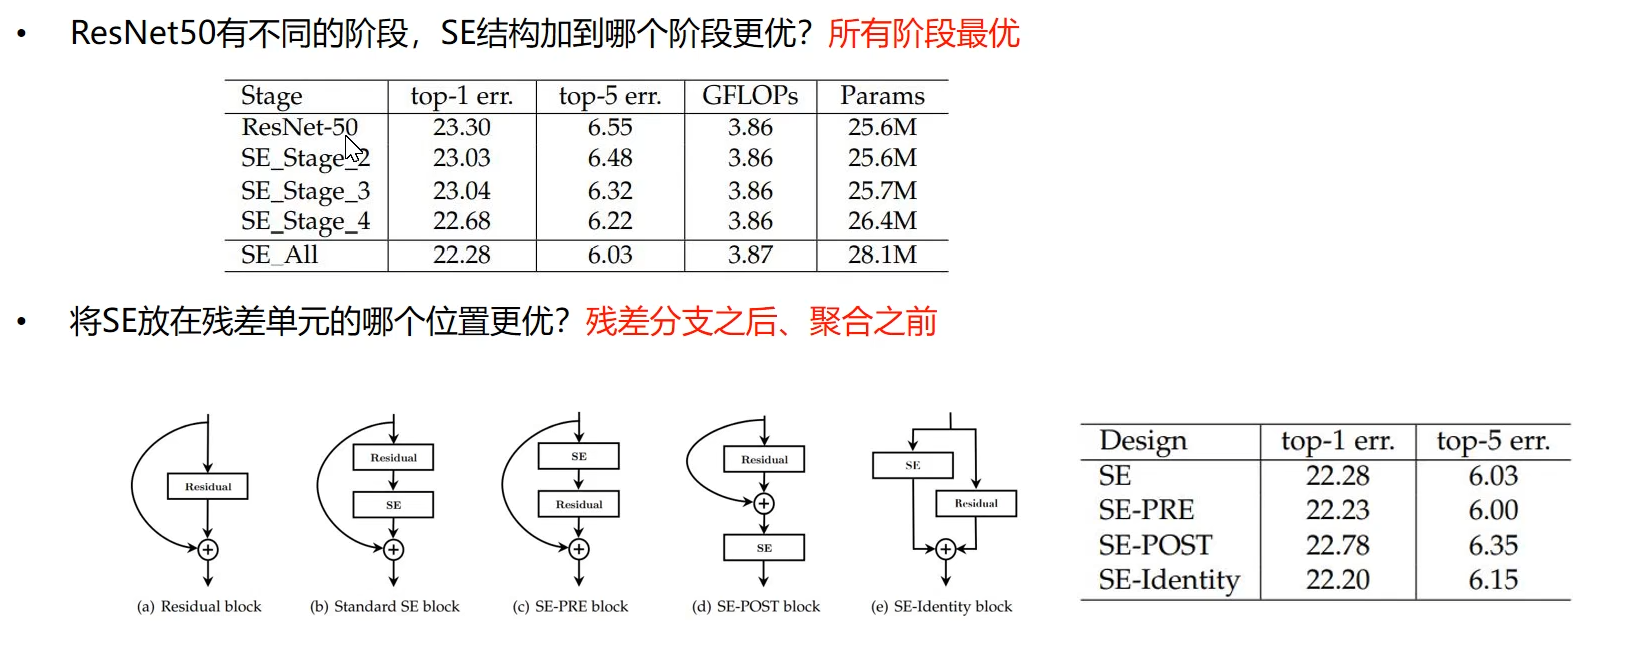 • ResNet50有不同的阶段，SE结构加到哪个阶段更优？所有阶段最优
Stage top-1 err. top-5 err. GFLOPs Params
ResNet-50 23.30 6.55 3.86 25.6M
SE_Stage_2 23.03 6.48 3.86 25.6M
SE_Stage_3 23.04 6.32 3.86 25.7M
SE_Stage_4 22.68 6.22 3.86 26.4M
SE_All 22.28 6.03 3.87 28.1M
• 将SE放在残差单元的哪个位置更优？残差分支之后、聚合之前
Residual
(a) Residual block
Residual
SE
(b) Standard SE block
SE
Residual
(c) SE-PRE block
Residual
SE
(d) SE-POST block
SE
Residual
(e) SE-Identity block
Design top-1 err. top-5 err.
SE 22.28 6.03
SE-PRE 22.23 6.00
SE-POST 22.78 6.35
SE-Identity 22.20 6.15